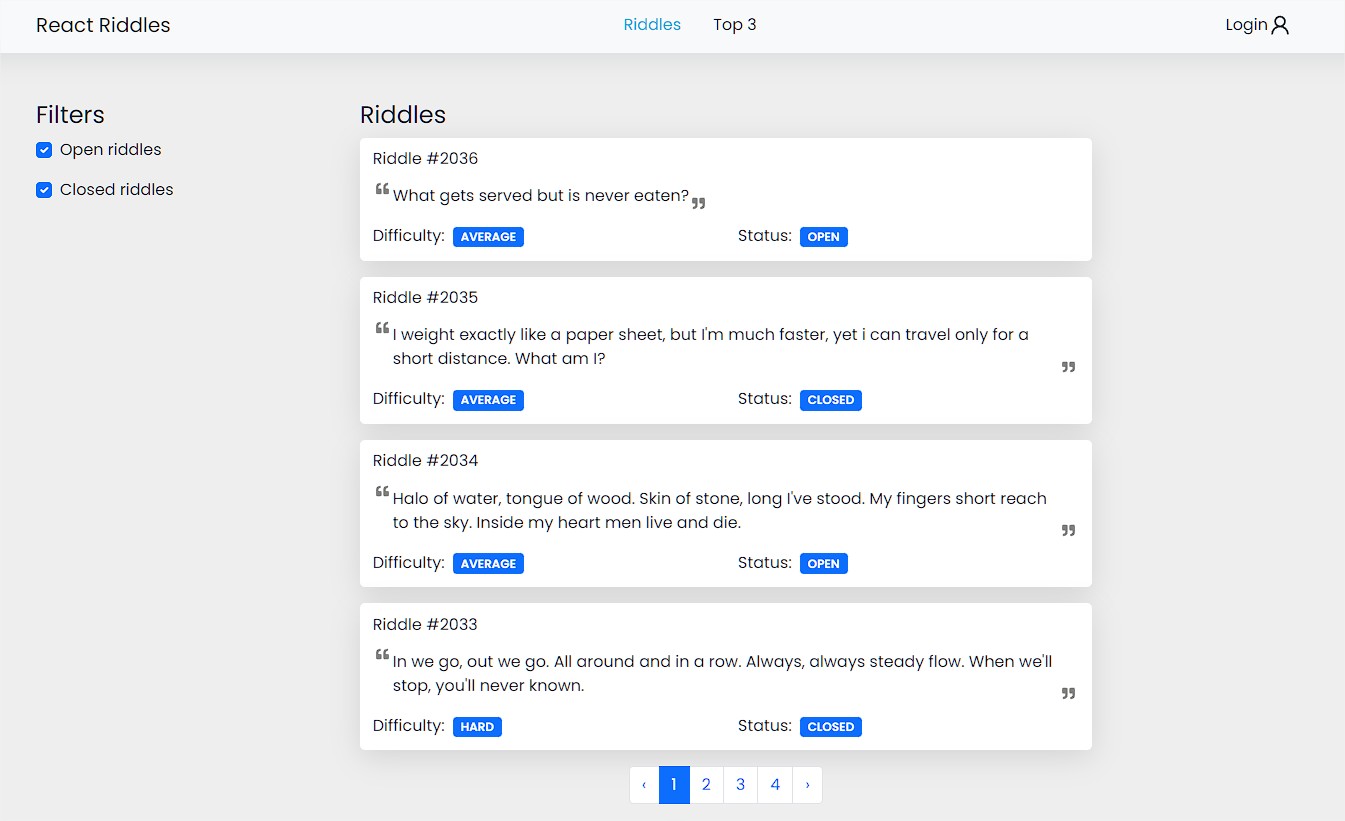 React Riddles
Riddles
Top 3
Login
Filters
Open riddles
Closed riddles
Riddles
Riddle #2036
“ What gets served but is never eaten? ”
Difficulty: AVERAGE
Status: OPEN
Riddle #2035
“ I weight exactly like a paper sheet, but I'm much faster, yet i can travel only for a
short distance. What am I? ”
Difficulty: AVERAGE
Status: CLOSED
Riddle #2034
“ Halo of water, tongue of wood. Skin of stone, long I've stood. My fingers short reach
to the sky. Inside my heart men live and die. ”
Difficulty: AVERAGE
Status: OPEN
Riddle #2033
“ In we go, out we go. All around and in a row. Always, always steady flow. When we'll
stop, you'll never known. ”
Difficulty: HARD
Status: CLOSED
‹ 1 2 3 4 ›